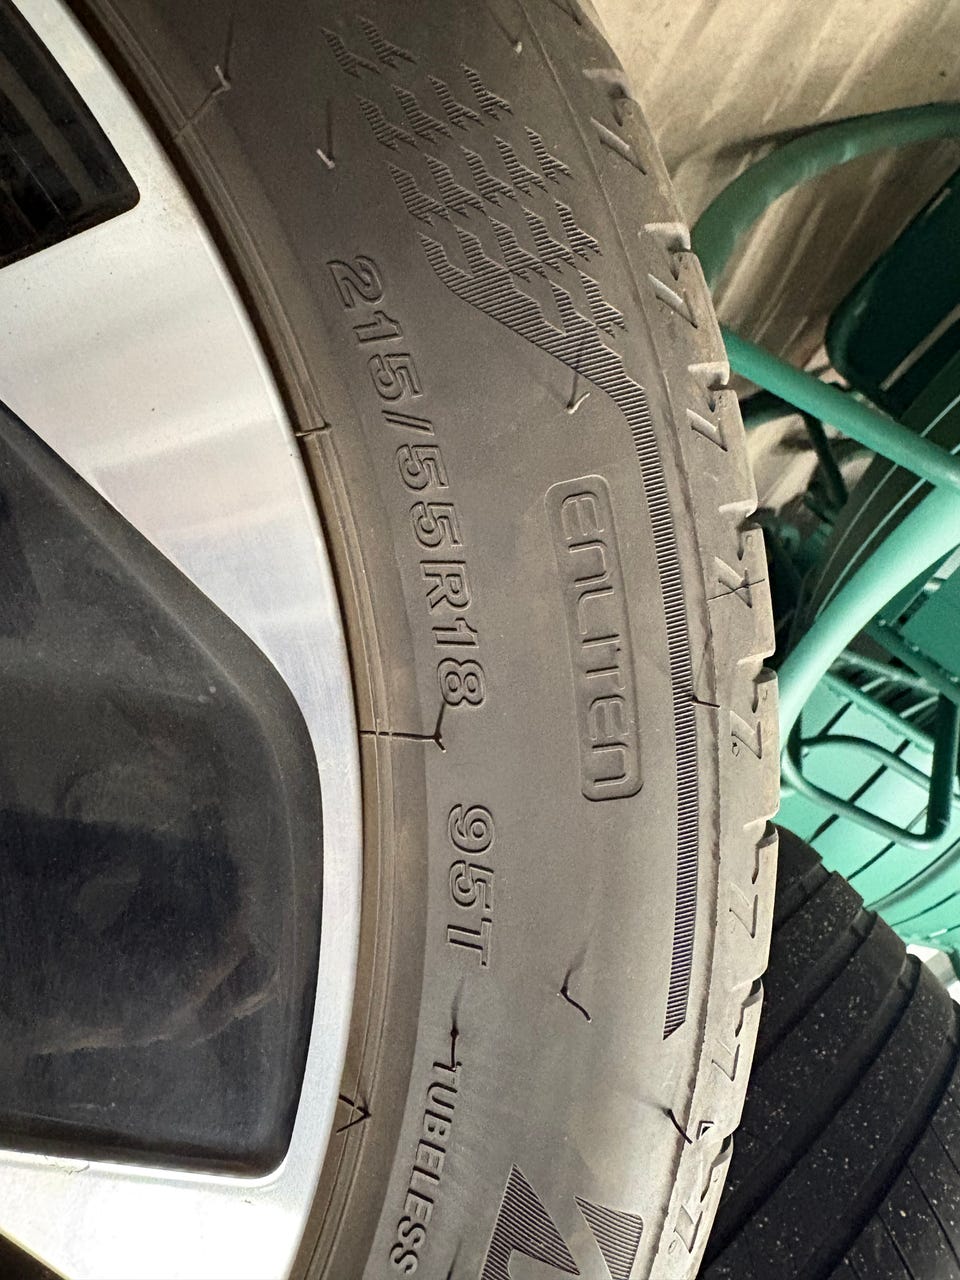 215/55R18 95T
ENLITEN
TUBELESS